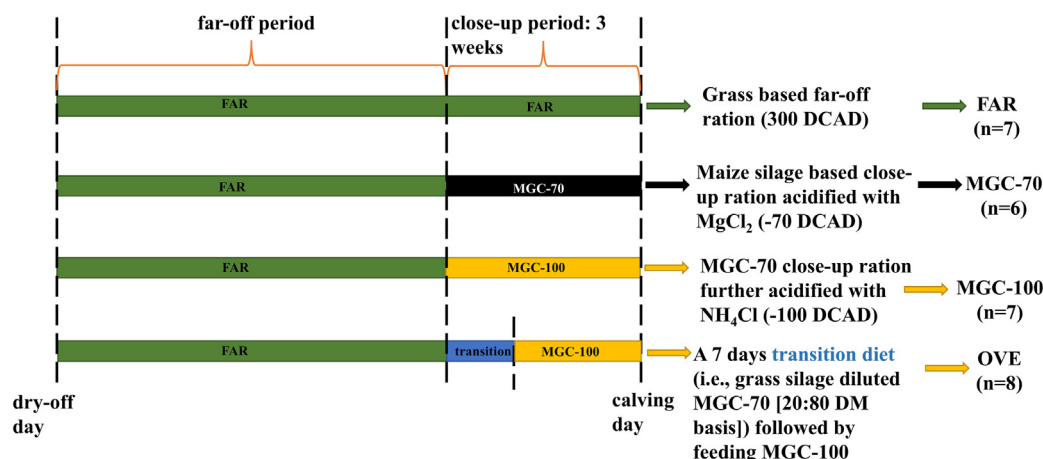 far-off period
close-up period: 3
weeks
FAR
FAR
Grass based far-off
ration (300 DCAD)
FAR
(n=7)
FAR
MGC-70
Maize silage based close-
up ration acidified with
MgCl₂ (-70 DCAD)
MGC-70
(n=6)
FAR
MGC-100
MGC-70 close-up ration
further acidified with
NH₄Cl (-100 DCAD)
MGC-100
(n=7)
FAR
transition
MGC-100
A 7 days transition diet
(i.e., grass silage diluted
MGC-70 [20:80 DM
basis]) followed by
feeding MGC-100
OVE
(n=8)
dry-off
day
calving
day